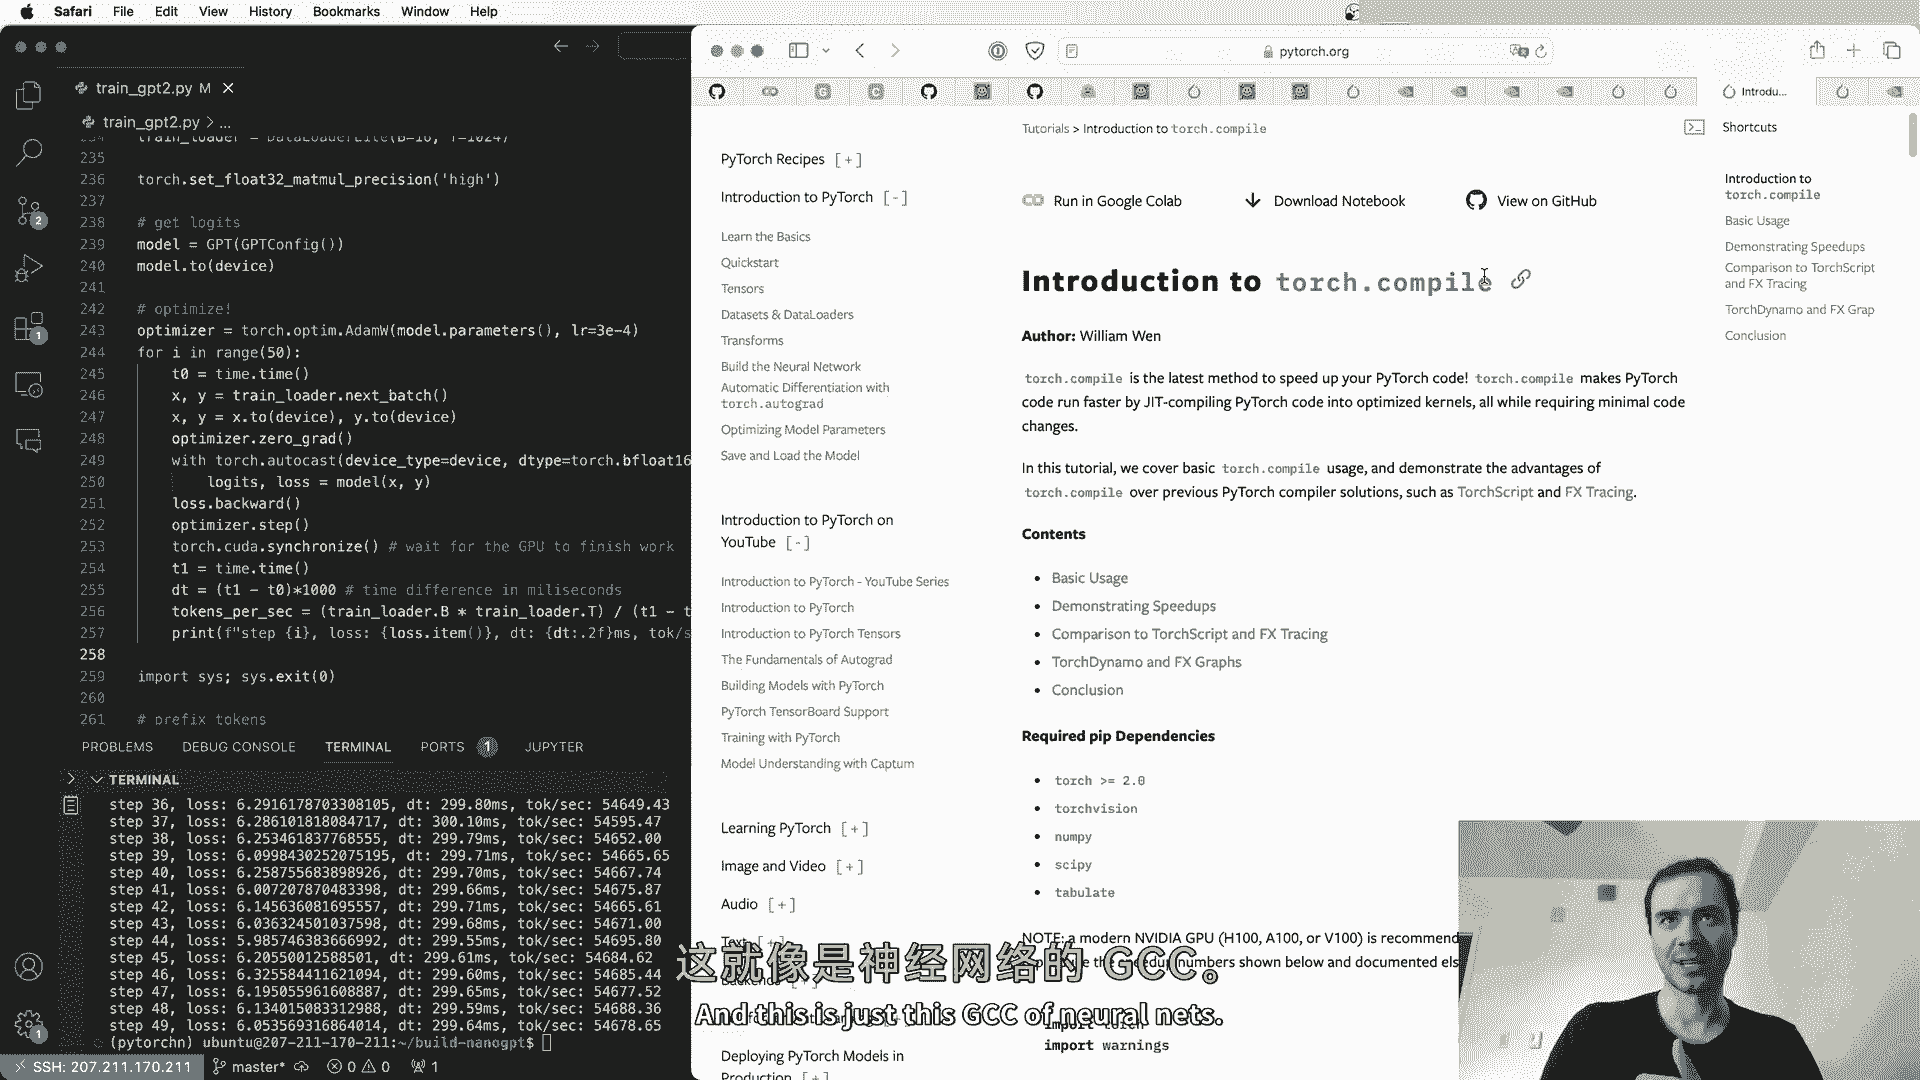 Safari File Edit View History Bookmarks Window Help
train_gpt2.py M
train_gpt2.py > ...
235
236 torch.set_float32_matmul_precision('high')
237
238 # get logits
239 model = GPT(GPTConfig())
240 model.to(device)
241
242 # optimize!
243 optimizer = torch.optim.AdamW(model.parameters(), lr=3e-4)
244 for i in range(50):
245 t0 = time.time()
246 x, y = train_loader.next_batch()
247 x, y = x.to(device), y.to(device)
248 optimizer.zero_grad()
249 with torch.autocast(device_type=device, dtype=torch.bfloat16
250 logits, loss = model(x, y)
251 loss.backward()
252 optimizer.step()
253 torch.cuda.synchronize() # wait for the GPU to finish work
254 t1 = time.time()
255 dt = (t1 - t0)*1000 # time difference in miliseconds
256 tokens_per_sec = (train_loader.B * train_loader.T) / (t1 - t
257 print(f"step {i}, loss: {loss.item()}, dt: {dt:.2f}ms, tok/s
258
259 import sys; sys.exit(0)
260
261 # prefix tokens
PROBLEMS DEBUG CONSOLE TERMINAL PORTS 1 JUPYTER
TERMINAL
step 36, loss: 6.2916178703308105, dt: 299.80ms, tok/sec: 54649.43
step 37, loss: 6.286101818084717, dt: 300.10ms, tok/sec: 54595.47
step 38, loss: 6.253461837768555, dt: 299.79ms, tok/sec: 54652.00
step 39, loss: 6.0998430252075195, dt: 299.71ms, tok/sec: 54665.65
step 40, loss: 6.258755683898926, dt: 299.70ms, tok/sec: 54667.74
step 41, loss: 6.007207870483398, dt: 299.66ms, tok/sec: 54675.87
step 42, loss: 6.145636081695557, dt: 299.71ms, tok/sec: 54665.61
step 43, loss: 6.036324501037598, dt: 299.68ms, tok/sec: 54671.00
step 44, loss: 5.985746383666992, dt: 299.55ms, tok/sec: 54695.80
step 45, loss: 6.20550012588501, dt: 299.61ms, tok/sec: 54684.62
step 46, loss: 6.325584411621094, dt: 299.60ms, tok/sec: 54685.44
step 47, loss: 6.195055961608887, dt: 299.65ms, tok/sec: 54677.52
step 48, loss: 6.134015083312988, dt: 299.59ms, tok/sec: 54688.36
step 49, loss: 6.053569316864014, dt: 299.64ms, tok/sec: 54678.65
(pytorchn) ubuntu@207-211-170-211:~/build-nanogpt$
SSH: 207.211.170.211 master* 0 0 1
pytorch.org
Introdu...
PyTorch Recipes [+]
Introduction to PyTorch [-]
Learn the Basics
Quickstart
Tensors
Datasets & DataLoaders
Transforms
Build the Neural Network
Automatic Differentiation with
torch.autograd
Optimizing Model Parameters
Save and Load the Model
Introduction to PyTorch on
YouTube [-]
Introduction to PyTorch - YouTube Series
Introduction to PyTorch
Introduction to PyTorch Tensors
The Fundamentals of Autograd
Building Models with PyTorch
PyTorch TensorBoard Support
Training with PyTorch
Model Understanding with Captum
Learning PyTorch [+]
Image and Video [+]
Audio [+]
Deploying PyTorch Models in
Production [+]
Tutorials > Introduction to torch.compile
Run in Google Colab
Download Notebook
View on GitHub
Introduction to torch.compile
Author: William Wen
torch.compile is the latest method to speed up your PyTorch code! torch.compile makes PyTorch
code run faster by JIT-compiling PyTorch code into optimized kernels, all while requiring minimal code
changes.
In this tutorial, we cover basic torch.compile usage, and demonstrate the advantages of
torch.compile over previous PyTorch compiler solutions, such as TorchScript and FX Tracing.
Contents
Basic Usage
Demonstrating Speedups
Comparison to TorchScript and FX Tracing
TorchDynamo and FX Graphs
Conclusion
Required pip Dependencies
torch >= 2.0
torchvision
numpy
scipy
tabulate
NOTE: a modern NVIDIA GPU (H100, A100, or V100) is recommend
numbers shown below and documented els
import warnings
Shortcuts
Introduction to
torch.compile
Basic Usage
Demonstrating Speedups
Comparison to TorchScript
and FX Tracing
TorchDynamo and FX Grap
Conclusion
这就像是神经网络的 GCC。
And this is just this GCC of neural nets.